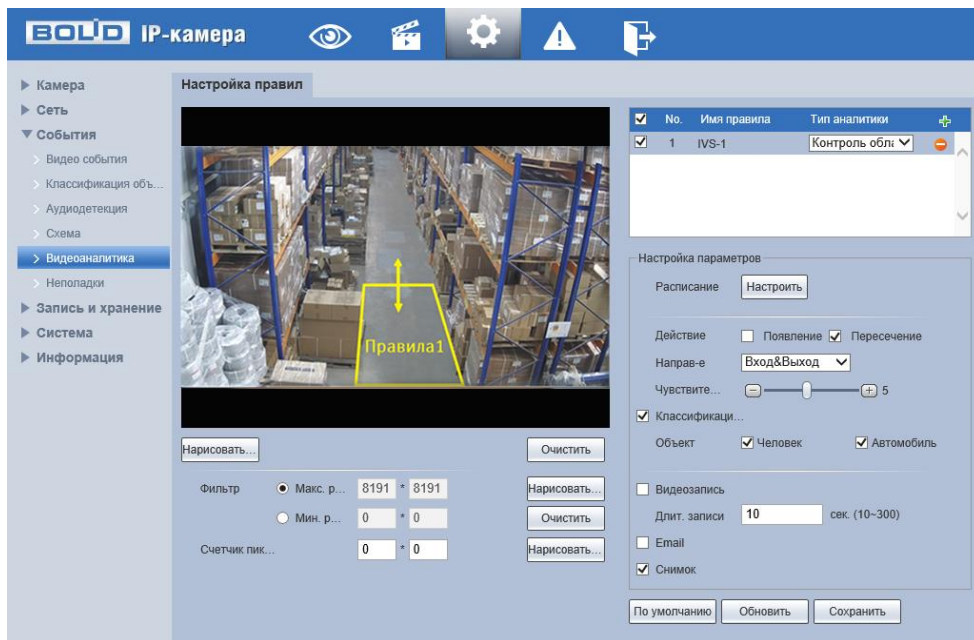 BOLID IP-камера
Камера
Сеть
События
Видео события
Классификация объ...
Аудиодетекция
Схема
Видеоаналитика
Неполадки
Запись и хранение
Система
Информация
Настройка правил
Правила1
Нарисовать... Очистить
Фильтр Макс. р... 8191 * 8191 Нарисовать...
Мин. р... 0 * 0 Очистить
Счетчик пик... 0 * 0 Нарисовать...
No. Имя правила Тип аналитики
1 IVS-1 Контроль обла
Настройка параметров
Расписание Настроить
Действие Появление Пересечение
Направ-е Вход&Выход
Чувствите... 5
Классификаци...
Объект Человек Автомобиль
Видеозапись
Длит. записи 10 сек. (10~300)
Email
Снимок
По умолчанию Обновить Сохранить